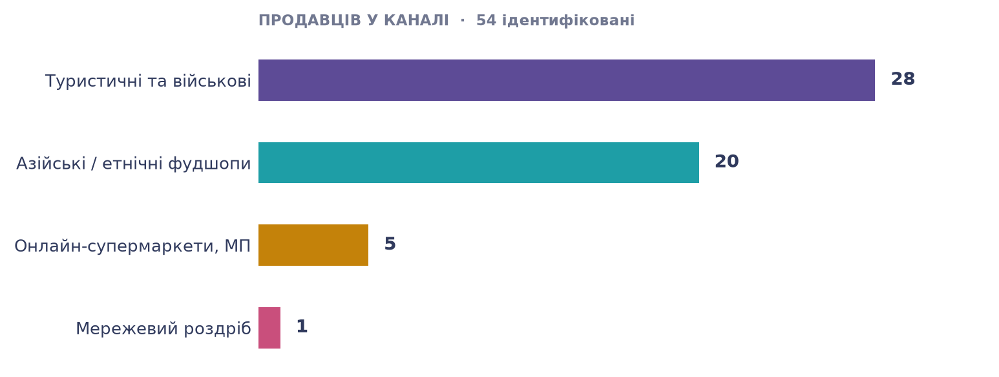 ПРОДАВЦІВ У КАНАЛІ · 54 ідентифіковані
Туристичні та військові 28
Азійські / етнічні фудшопи 20
Онлайн-супермаркети, МП 5
Мережевий роздріб 1